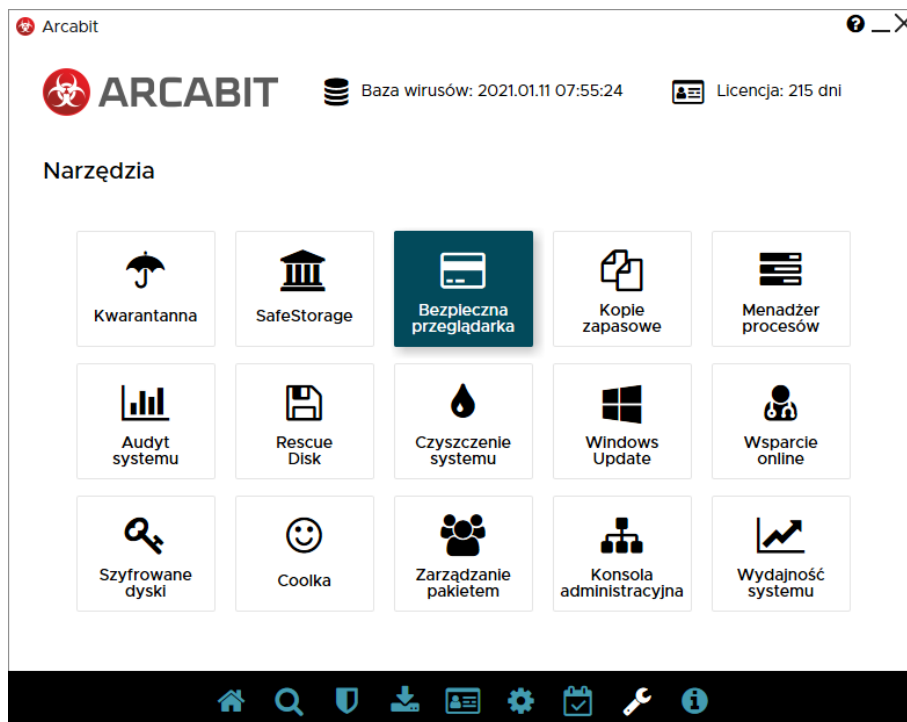 Arcabit
ARCABIT
Baza wirusów: 2021.01.11 07:55:24
Licencja: 215 dni
Narzędzia
Kwarantanna
SafeStorage
Bezpieczna
przeglądarka
Kopie
zapasowe
Menadżer
procesów
Audyt
systemu
Rescue
Disk
Czyszczenie
systemu
Windows
Update
Wsparcie
online
Szyfrowane
dyski
Coolka
Zarządzanie
pakietem
Konsola
administracyjna
Wydajność
systemu